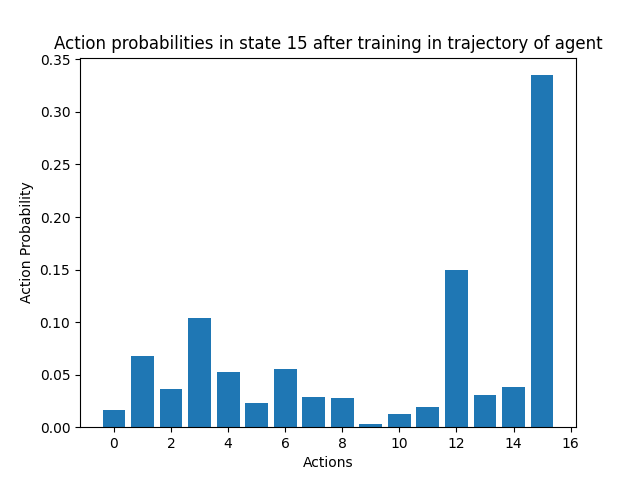 Action probabilities in state 15 after training in trajectory of agent
0.35
0.30
0.25
0.20
0.15
0.10
0.05
0.00
Action Probability
0 2 4 6 8 10 12 14 16
Actions